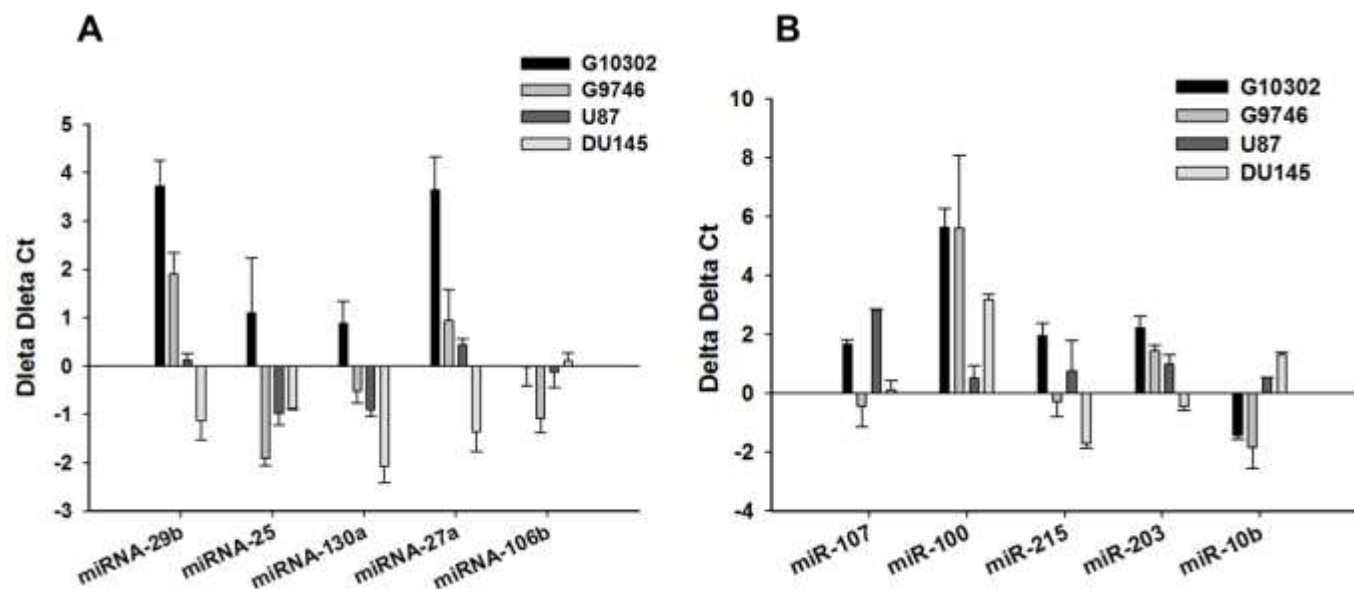 A
G10302
G9746
U87
DU145
Dleta Dleta Ct
5
4
3
2
1
0
-1
-2
-3
miRNA-29b
miRNA-25
miRNA-130a
miRNA-27a
miRNA-106b
B
G10302
G9746
U87
DU145
Delta Delta Ct
10
8
6
4
2
0
-2
-4
miR-107
miR-100
miR-215
miR-203
miR-10b